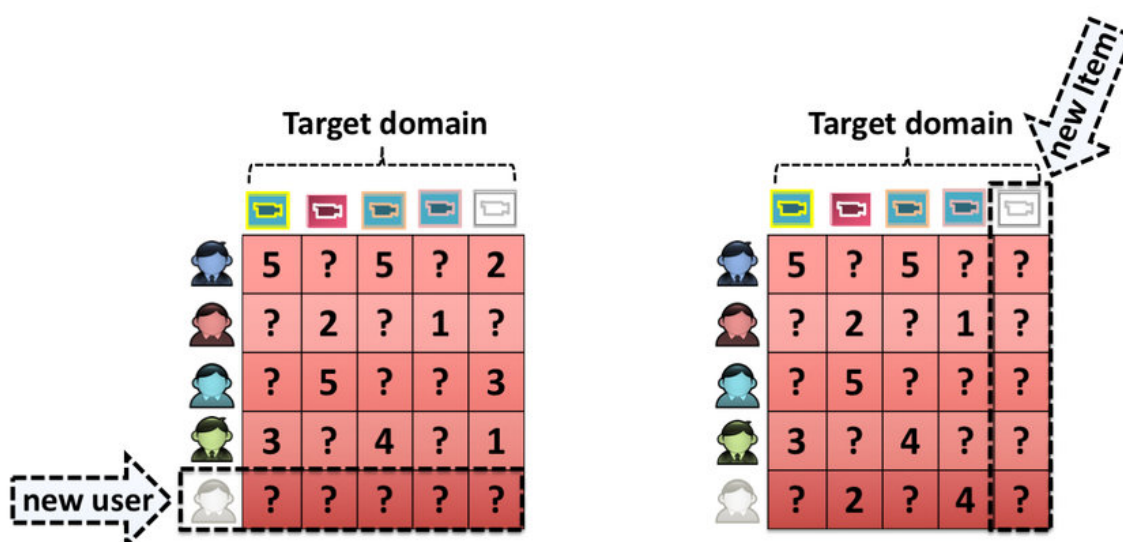 Target domain
5 ? 5 ? 2
? 2 ? 1 ?
? 5 ? ? 3
3 ? 4 ? 1
new user
? ? ? ? ?
new Item
Target domain
5 ? 5 ? ?
? 2 ? 1 ?
? 5 ? ? ?
3 ? 4 ? ?
? 2 ? 4 ?